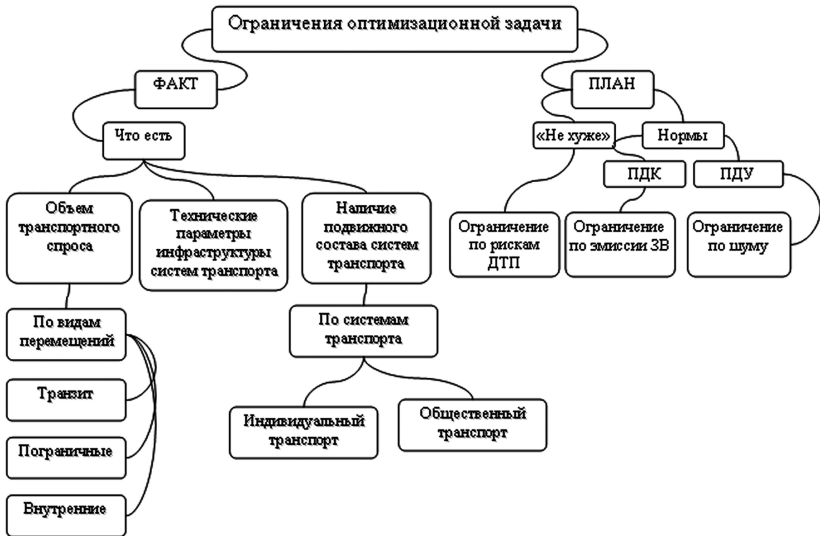 Ограничения оптимизационной задачи
ФАКТ
ПЛАН
Что есть
«Не хуже»
Нормы
ПДК
ПДУ
Объем
транспортного
спроса
Технические
параметры
инфраструктуры
систем транспорта
Наличие
подвижного
состава систем
транспорта
Ограничение
по рискам
ДТП
Ограничение
по эмиссии ЗВ
Ограничение
по шуму
По видам
перемещений
По системам
транспорта
Транзит
Индивидуальный
транспорт
Общественный
транспорт
Пограничные
Внутренние